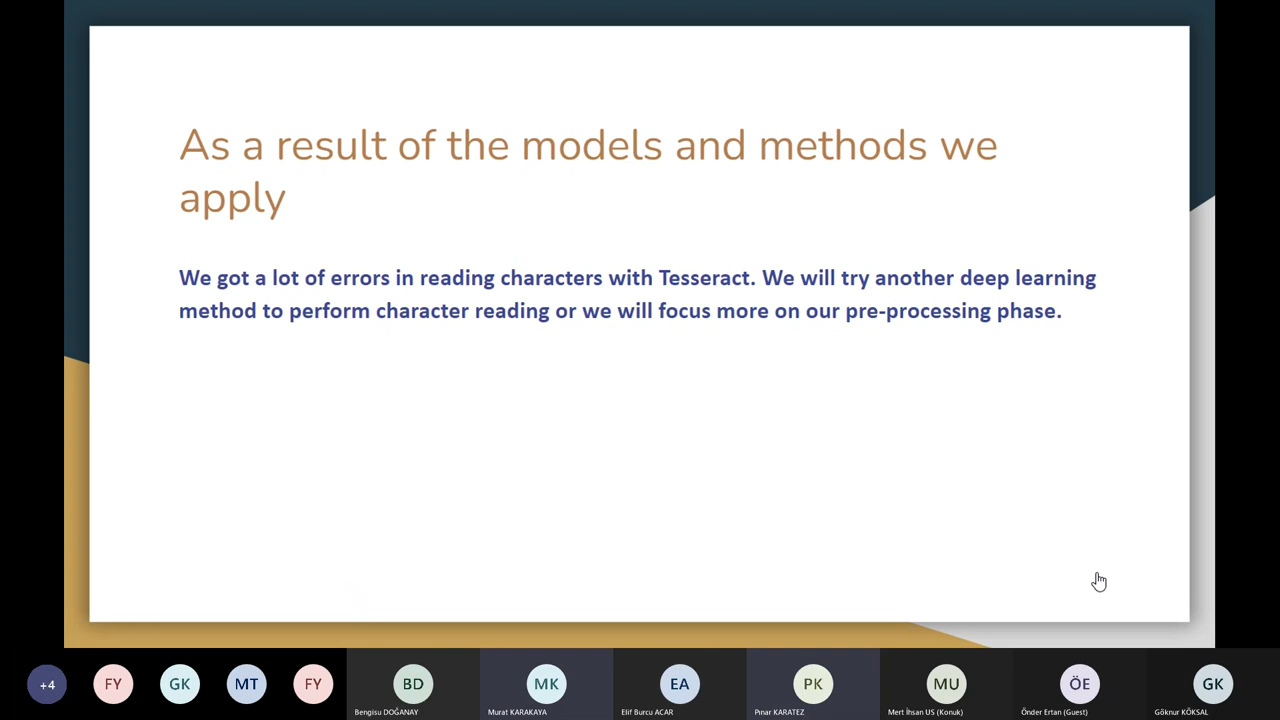 As a result of the models and methods we
apply
We got a lot of errors in reading characters with Tesseract. We will try another deep learning
method to perform character reading or we will focus more on our pre-processing phase.
+4
FY
GK
MT
FY
BD
MK
EA
PK
MU
ÖE
GK
Bengisu DOĞANAY
Murat KARAKAYA
Elif Burcu ACAR
Pınar KARATEZ
Mert İhsan US (Konuk)
Önder Ertan (Guest)
Göknur KÖKSAL